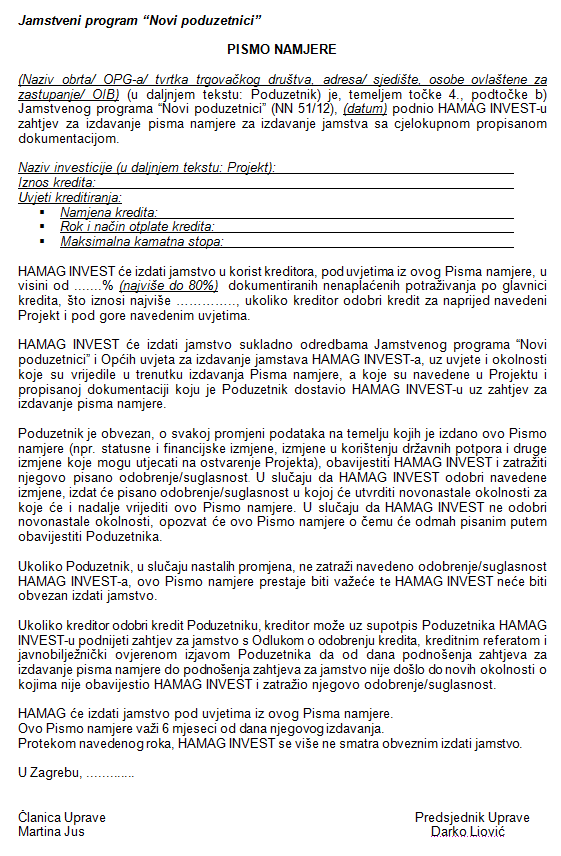 Jamstveni program “Novi poduzetnici”
PISMO NAMJERE
(Naziv obrta/ OPG-a/ tvrtka trgovačkog društva, adresa/ sjedište, osobe ovlaštene za
zastupanje/ OIB) (u daljnjem tekstu: Poduzetnik) je, temeljem točke 4., podtočke b)
Jamstvenog programa “Novi poduzetnici” (NN 51/12), (datum) podnio HAMAG INVEST-u
zahtjev za izdavanje pisma namjere za izdavanje jamstva sa cjelokupnom propisanom
dokumentacijom.
Naziv investicije (u daljnjem tekstu: Projekt):
Iznos kredita:
Uvjeti kreditiranja:
▪ Namjena kredita:
▪ Rok i način otplate kredita:
▪ Maksimalna kamatna stopa:
HAMAG INVEST će izdati jamstvo u korist kreditora, pod uvjetima iz ovog Pisma namjere, u
visini od .......% (najviše do 80%) dokumentiranih nenaplaćenih potraživanja po glavnici
kredita, što iznosi najviše ………….., ukoliko kreditor odobri kredit za naprijed navedeni
Projekt i pod gore navedenim uvjetima.
HAMAG INVEST će izdati jamstvo sukladno odredbama Jamstvenog programa “Novi
poduzetnici” i Općih uvjeta za izdavanje jamstava HAMAG INVEST-a, uz uvjete i okolnosti
koje su vrijedile u trenutku izdavanja Pisma namjere, a koje su navedene u Projektu i
propisanoj dokumentaciji koju je Poduzetnik dostavio HAMAG INVEST-u uz zahtjev za
izdavanje pisma namjere.
Poduzetnik je obvezan, o svakoj promjeni podataka na temelju kojih je izdano ovo Pismo
namjere (npr. statusne i financijske izmjene, izmjene u korištenju državnih potpora i druge
izmjene koje mogu utjecati na ostvarenje Projekta), obavijestiti HAMAG INVEST i zatražiti
njegovo pisano odobrenje/suglasnost. U slučaju da HAMAG INVEST odobri navedene
izmjene, izdat će pisano odobrenje/suglasnost u kojoj će utvrditi novonastale okolnosti za
koje će i nadalje vrijediti ovo Pismo namjere. U slučaju da HAMAG INVEST ne odobri
novonastale okolnosti, opozvat će ovo Pismo namjere o čemu će odmah pisanim putem
obavijestiti Poduzetnika.
Ukoliko Poduzetnik, u slučaju nastalih promjena, ne zatraži navedeno odobrenje/suglasnost
HAMAG INVEST-a, ovo Pismo namjere prestaje biti važeće te HAMAG INVEST neće biti
obvezan izdati jamstvo.
Ukoliko kreditor odobri kredit Poduzetniku, kreditor može uz supotpis Poduzetnika HAMAG
INVEST-u podnijeti zahtjev za jamstvo s Odlukom o odobrenju kredita, kreditnim referatom i
javnobilježnički ovjerenom izjavom Poduzetnika da od dana podnošenja zahtjeva za
izdavanje pisma namjere do podnošenja zahtjeva za jamstvo nije došlo do novih okolnosti o
kojima nije obavijestio HAMAG INVEST i zatražio njegovo odobrenje/suglasnost.
HAMAG će izdati jamstvo pod uvjetima iz ovog Pisma namjere.
Ovo Pismo namjere važi 6 mjeseci od dana njegovog izdavanja.
Protekom navedenog roka, HAMAG INVEST se više ne smatra obveznim izdati jamstvo.
U Zagrebu, .............
Članica Uprave Predsjednik Uprave
Martina Jus Darko Liović